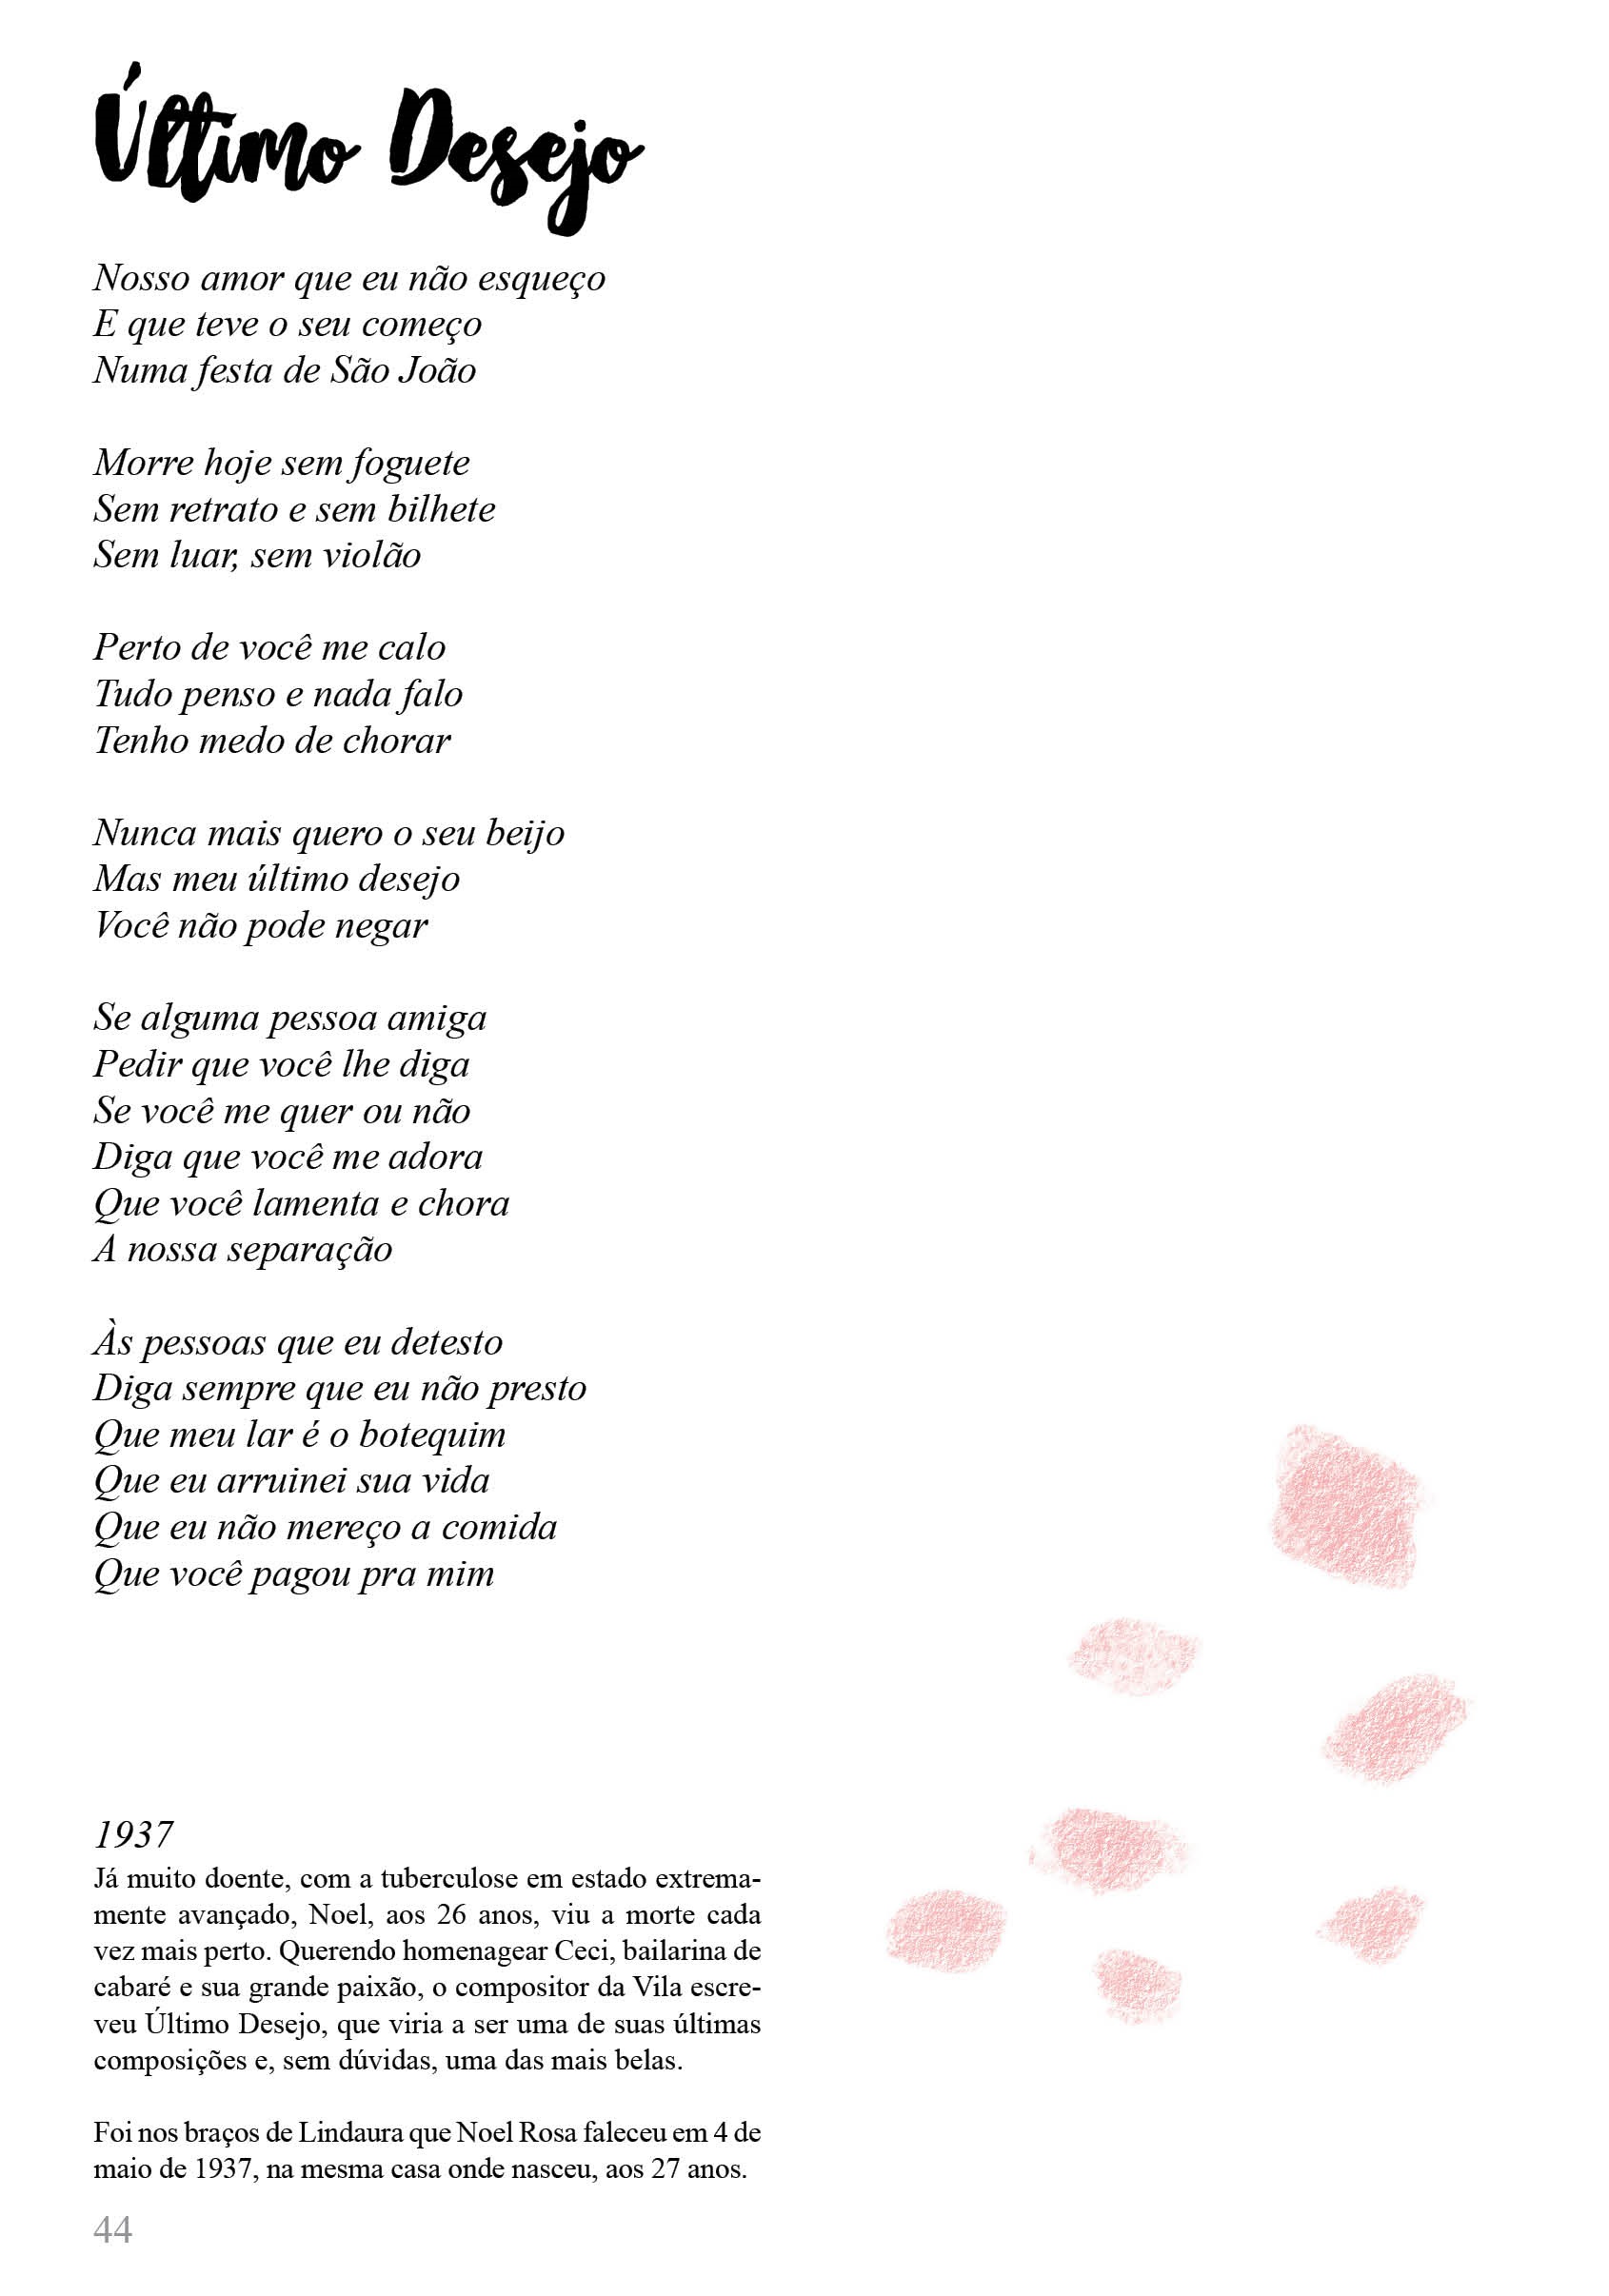 Último Desejo
Nosso amor que eu não esqueço
E que teve o seu começo
Numa festa de São João
Morre hoje sem foguete
Sem retrato e sem bilhete
Sem luar, sem violão
Perto de você me calo
Tudo penso e nada falo
Tenho medo de chorar
Nunca mais quero o seu beijo
Mas meu último desejo
Você não pode negar
Se alguma pessoa amiga
Pedir que você lhe diga
Se você me quer ou não
Diga que você me adora
Que você lamenta e chora
A nossa separação
Às pessoas que eu detesto
Diga sempre que eu não presto
Que meu lar é o botequim
Que eu arruinei sua vida
Que eu não mereço a comida
Que você pagou pra mim
1937
Já muito doente, com a tuberculose em estado extrema-
mente avançado, Noel, aos 26 anos, viu a morte cada
vez mais perto. Querendo homenagear Ceci, bailarina de
cabaré e sua grande paixão, o compositor da Vila escre-
veu Último Desejo, que viria a ser uma de suas últimas
composições e, sem dúvidas, uma das mais belas.
Foi nos braços de Lindaura que Noel Rosa faleceu em 4 de
maio de 1937, na mesma casa onde nasceu, aos 27 anos.
44